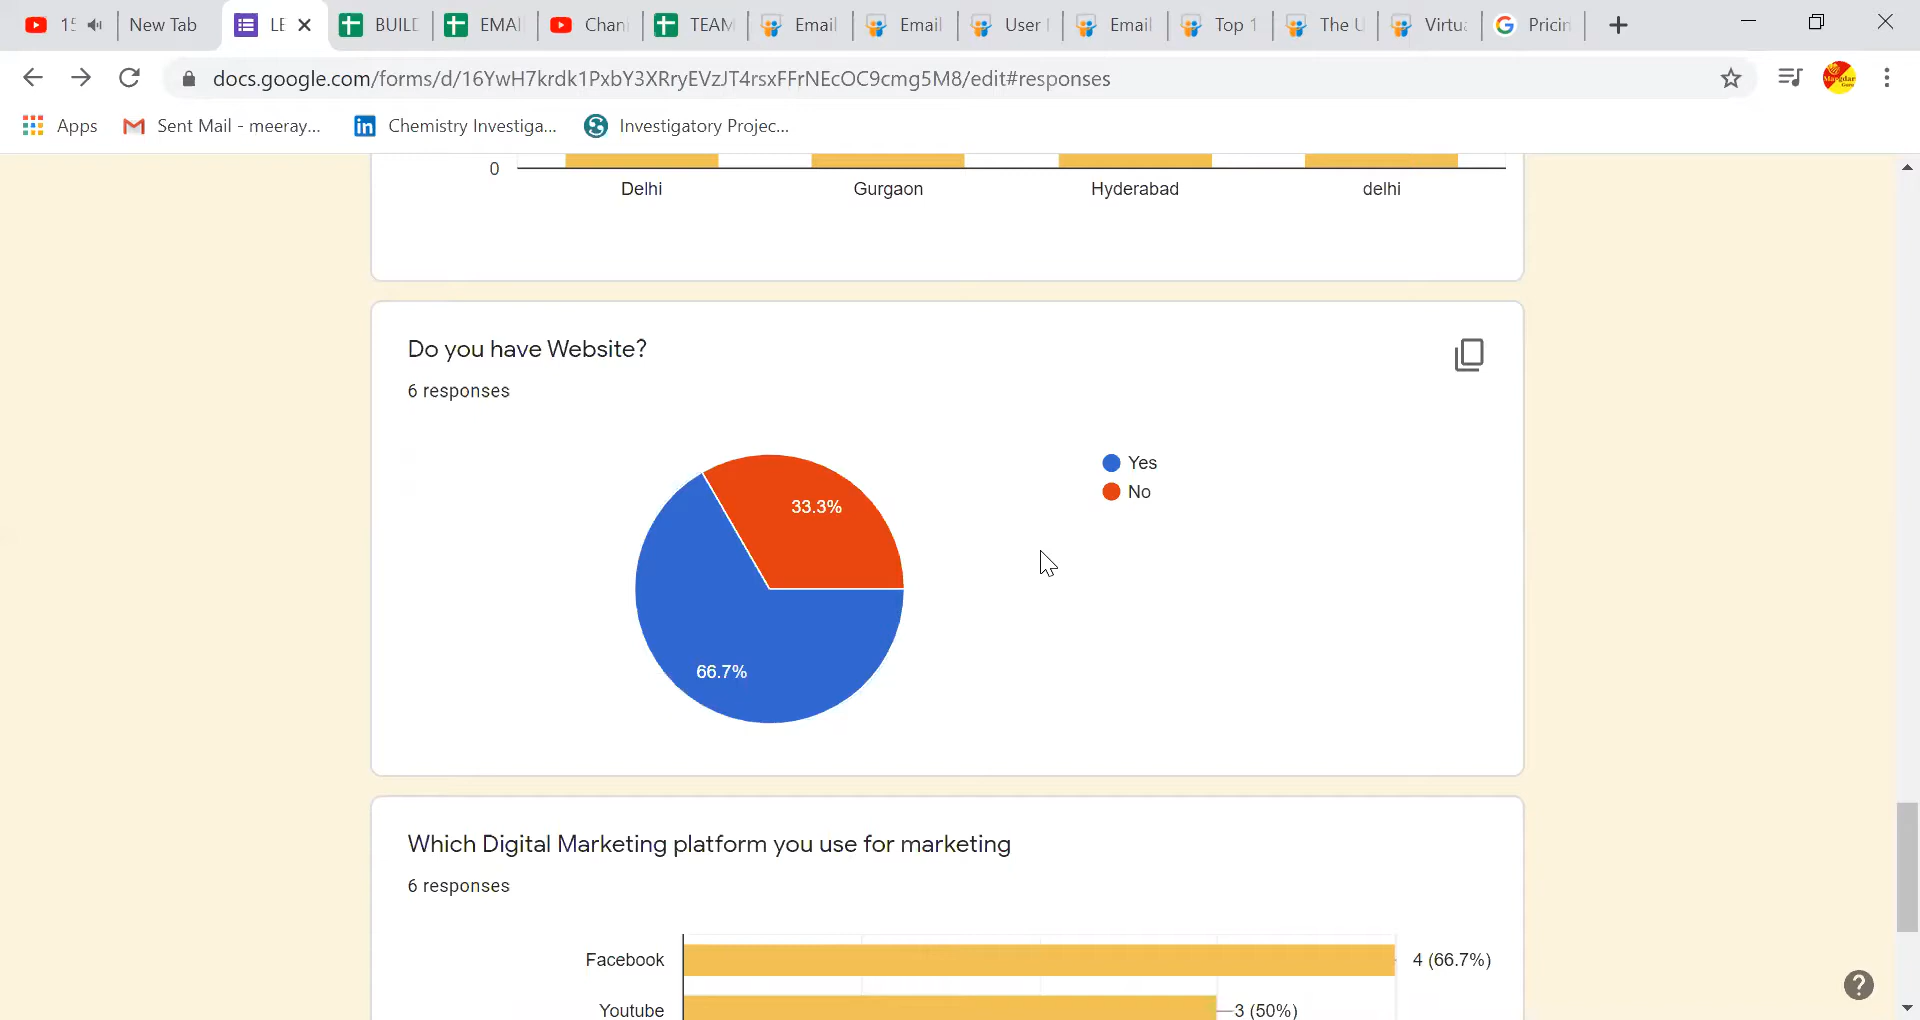 15
New Tab
LE
BUILD
EMAI
Chan
TEAM
Email
Email
User
Email
Top 1
The U
Virtu
Pricin
docs.google.com/forms/d/16YwH7krdk1PxbY3XRryEVzJT4rsxFFrNEcOC9cmg5M8/edit#responses
Apps
Sent Mail - meeray...
Chemistry Investiga...
Investigatory Projec...
0
Delhi Gurgaon Hyderabad delhi
Do you have Website?
6 responses
Yes
No
33.3%
66.7%
Which Digital Marketing platform you use for marketing
6 responses
Facebook 4 (66.7%)
Youtube 3 (50%)